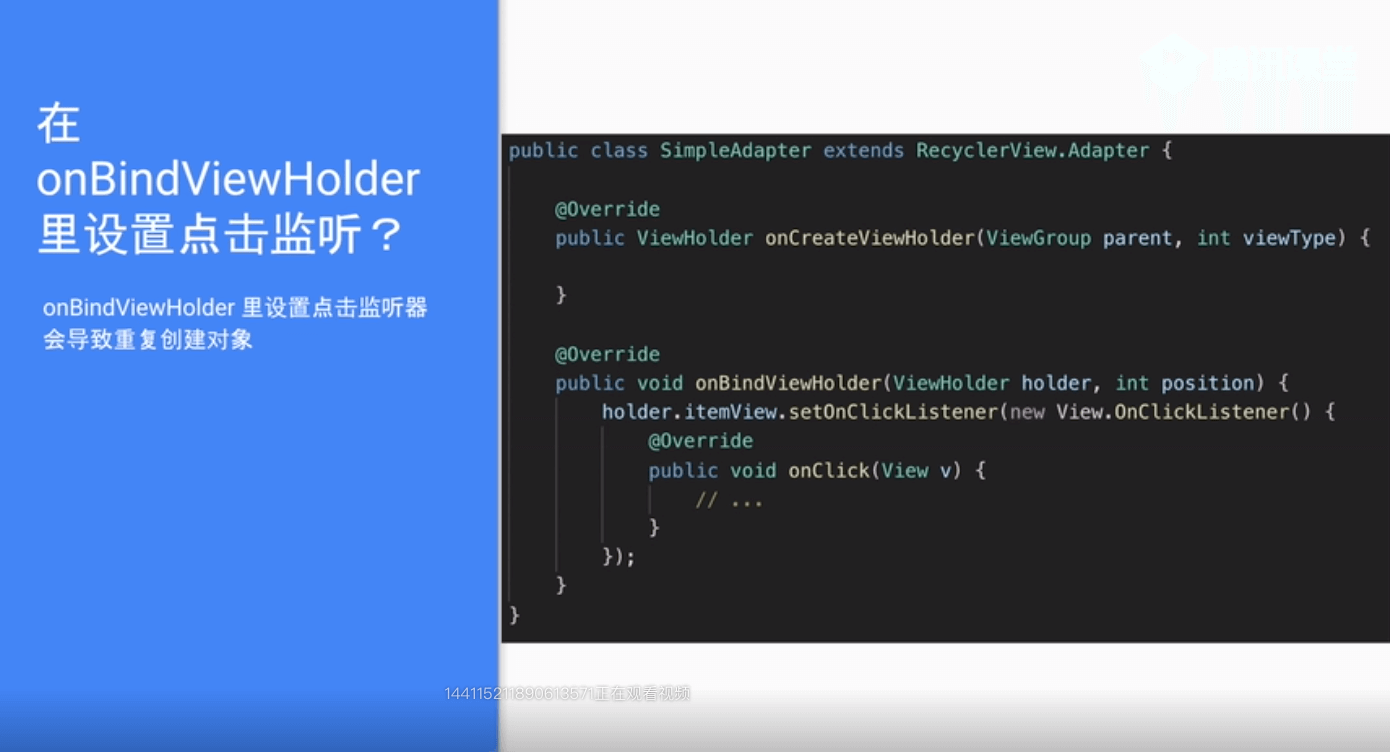 在
onBindViewHolder
里设置点击监听？
onBindViewHolder 里设置点击监听器
会导致重复创建对象
腾讯课堂
public class SimpleAdapter extends RecyclerView.Adapter {
@Override
public ViewHolder onCreateViewHolder(ViewGroup parent, int viewType) {
}
@Override
public void onBindViewHolder(ViewHolder holder, int position) {
holder.itemView.setOnClickListener(new View.OnClickListener() {
@Override
public void onClick(View v) {
// ...
}
});
}
}
144115211890613571正在观看视频